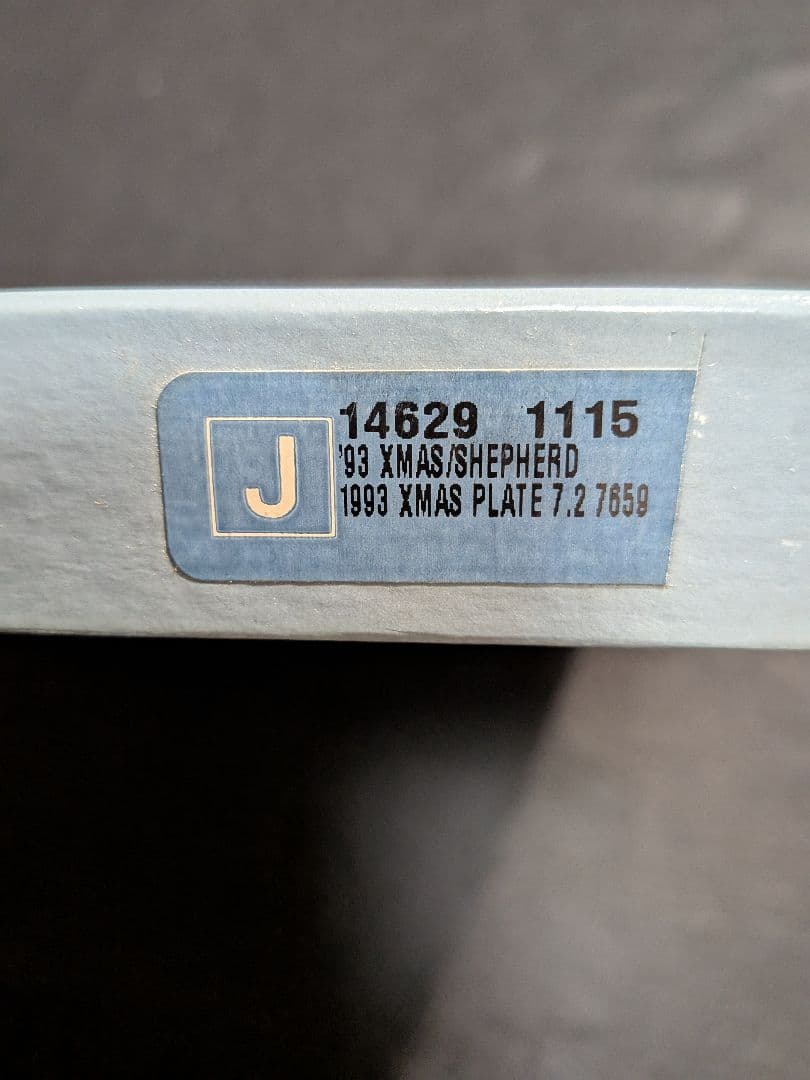 J
14629 1115
'93 XMAS/SHEPHERD
1993 XMAS PLATE 7.2 7659